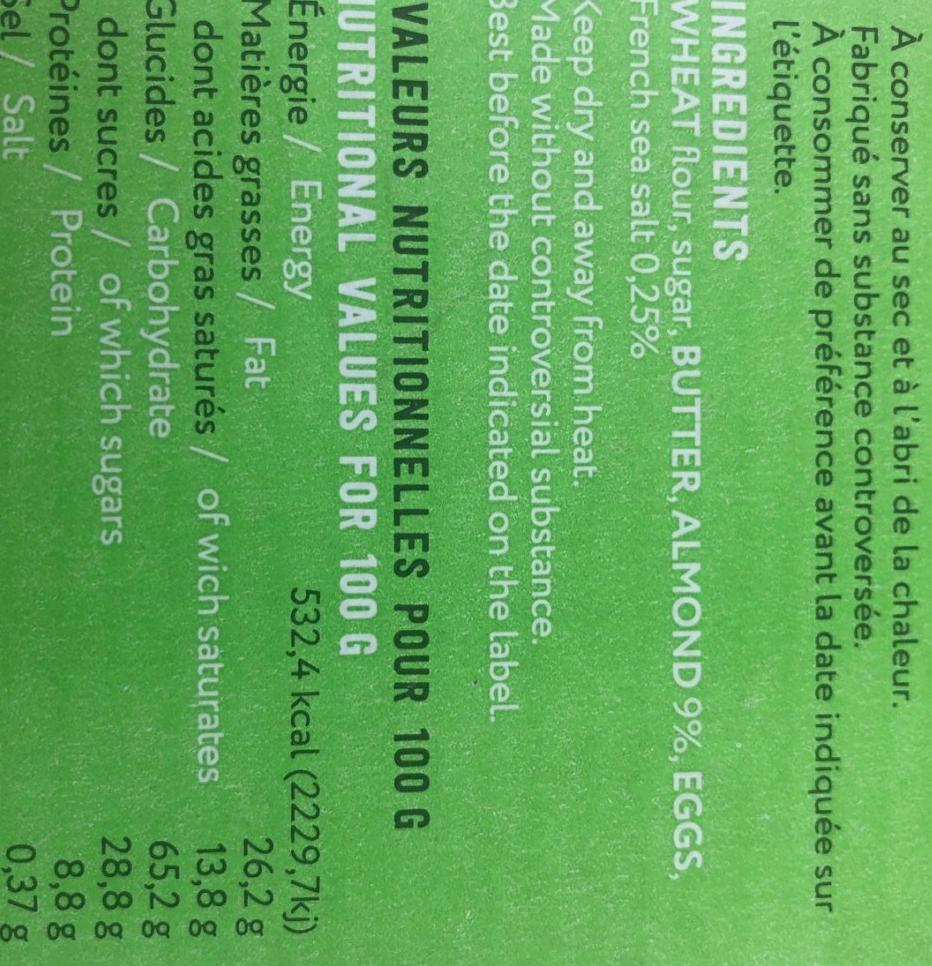 À conserver au sec et à l'abri de la chaleur.
Fabriqué sans substance controversée.
À consommer de préférence avant la date indiquée sur
l'étiquette.
INGREDIENTS
WHEAT flour, sugar, BUTTER, ALMOND 9%, EGGS,
French sea salt 0,25%
Keep dry and away from heat.
Made without controversial substance.
Best before the date indicated on the label.
VALEURS NUTRITIONNELLES POUR 100 G
NUTRITIONAL VALUES FOR 100 G
Énergie / Energy 532,4 kcal (2229,7kj)
Matières grasses / Fat 26,2 g
dont acides gras saturés / of wich saturates 13,8 g
Glucides / Carbohydrate 65,2 g
dont sucres / of which sugars 28,8 g
Protéines / Protein 8,8 g
Sel / Salt 0,37 g